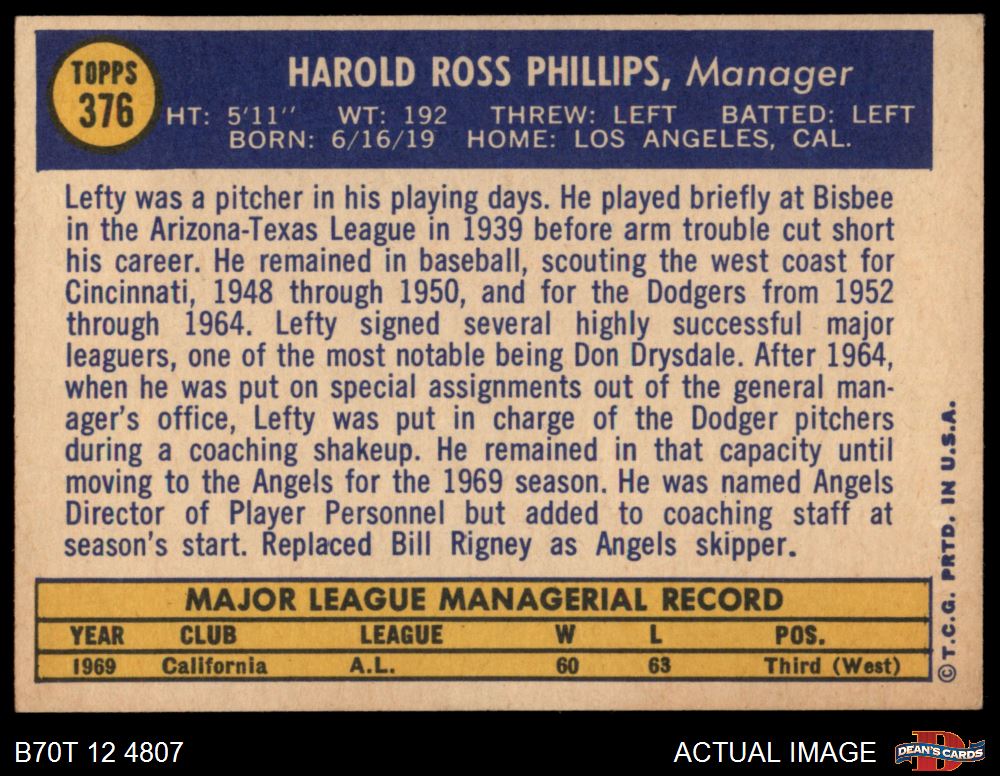 TOPPS
376
HAROLD ROSS PHILLIPS, Manager
HT: 5'11'' WT: 192 THREW: LEFT BATTED: LEFT
BORN: 6/16/19 HOME: LOS ANGELES, CAL.
Lefty was a pitcher in his playing days. He played briefly at Bisbee
in the Arizona-Texas League in 1939 before arm trouble cut short
his career. He remained in baseball, scouting the west coast for
Cincinnati, 1948 through 1950, and for the Dodgers from 1952
through 1964. Lefty signed several highly successful major
leaguers, one of the most notable being Don Drysdale. After 1964,
when he was put on special assignments out of the general man-
ager's office, Lefty was put in charge of the Dodger pitchers
during a coaching shakeup. He remained in that capacity until
moving to the Angels for the 1969 season. He was named Angels
Director of Player Personnel but added to coaching staff at
season's start. Replaced Bill Rigney as Angels skipper.
MAJOR LEAGUE MANAGERIAL RECORD
YEAR CLUB LEAGUE W L POS.
1969 California A.L. 60 63 Third (West)
© T.C.G. PRTD. IN U.S.A.
B70T 12 4807
ACTUAL IMAGE
D
DEAN'S CARDS